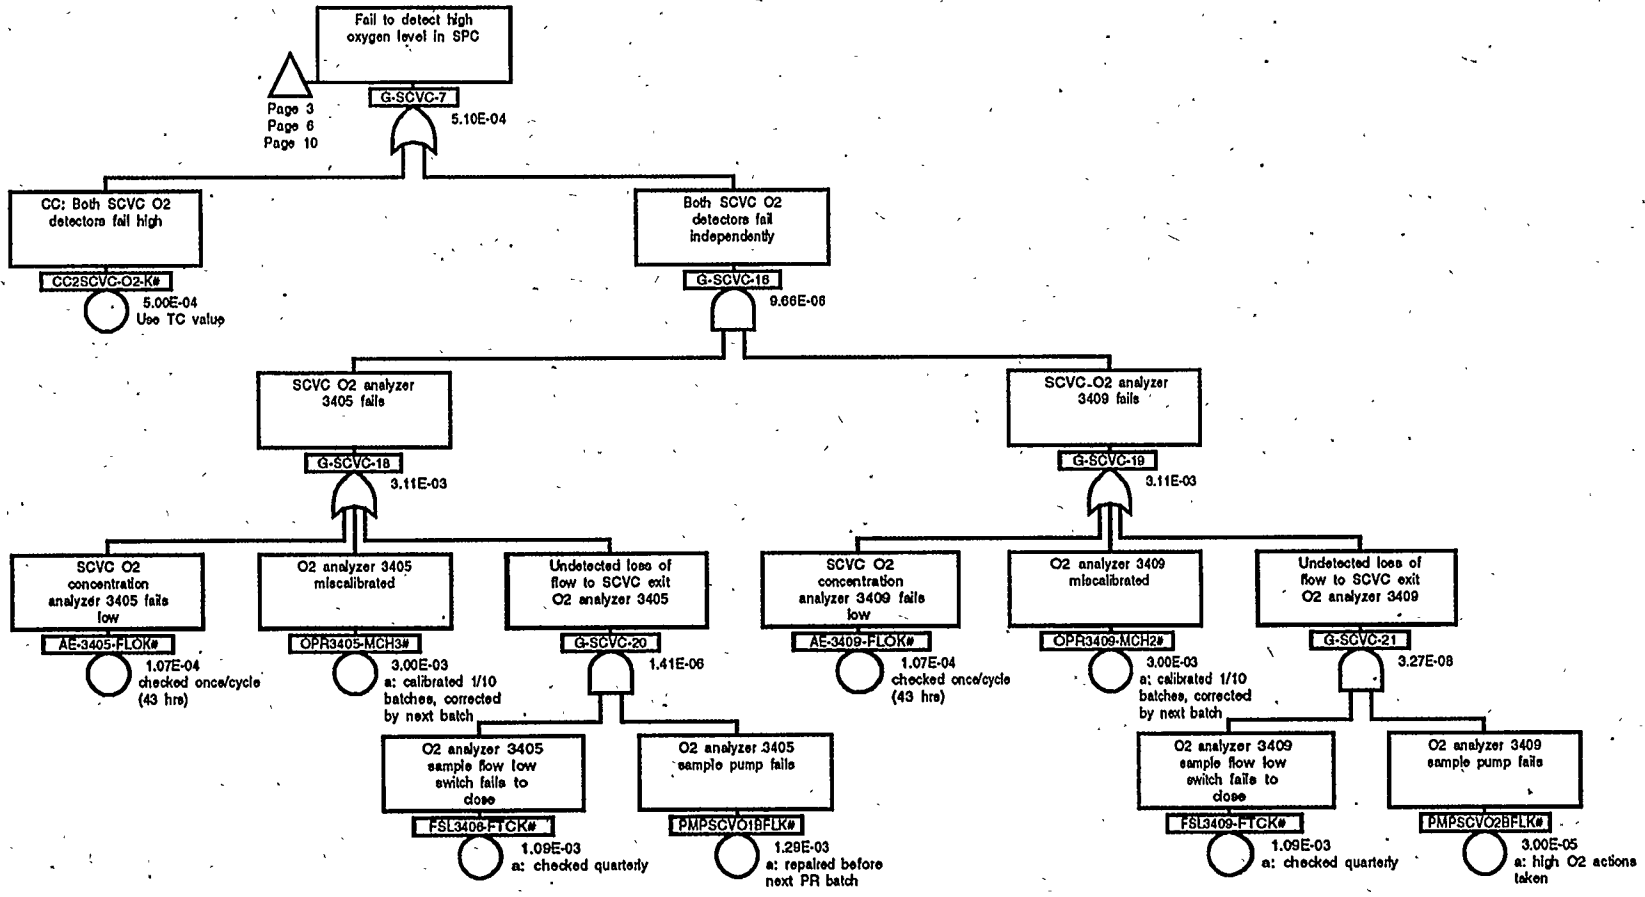 Fail to detect high
oxygen level in SPC
Page 3
Page 6
Page 10
G-SCVC-7
5.10E-04
CC: Both SCVC O2
detectors fail high
CC2SCVC-O2-K#
5.00E-04
Use TC value
Both SCVC O2
detectors fail
independently
G-SCVC-16
9.66E-06
SCVC O2 analyzer
3405 fails
G-SCVC-18
3.11E-03
SCVC-O2 analyzer
3409 fails
G-SCVC-19
3.11E-03
SCVC O2
concentration
analyzer 3405 fails
low
AE-3405-FLOK#
1.07E-04
checked once/cycle
(43 hrs)
O2 analyzer 3405
miscalibrated
OPR3405-MCH3#
3.00E-03
a: calibrated 1/10
batches, corrected
by next batch
Undetected loss of
flow to SCVC exit
O2 analyzer 3405
G-SCVC-20
1.41E-06
SCVC O2
concentration
analyzer 3409 fails
low
AE-3409-FLOK#
1.07E-04
checked once/cycle
(43 hrs)
O2 analyzer 3409
miscalibrated
OPR3409-MCH2#
3.00E-03
a: calibrated 1/10
batches, corrected
by next batch
Undetected loss of
flow to SCVC exit
O2 analyzer 3409
G-SCVC-21
3.27E-08
O2 analyzer 3405
sample flow low
switch fails to
close
FSL3406-FTCK#
1.09E-03
a: checked quarterly
O2 analyzer 3405
sample pump fails
PMPSCVO1BFLK#
1.29E-03
a: repaired before
next PR batch
O2 analyzer 3409
sample flow low
switch fails to
close
FSL3409-FTCK#
1.09E-03
a: checked quarterly
O2 analyzer 3409
sample pump fails
PMPSCVO2BFLK#
3.00E-05
a: high O2 actions
taken